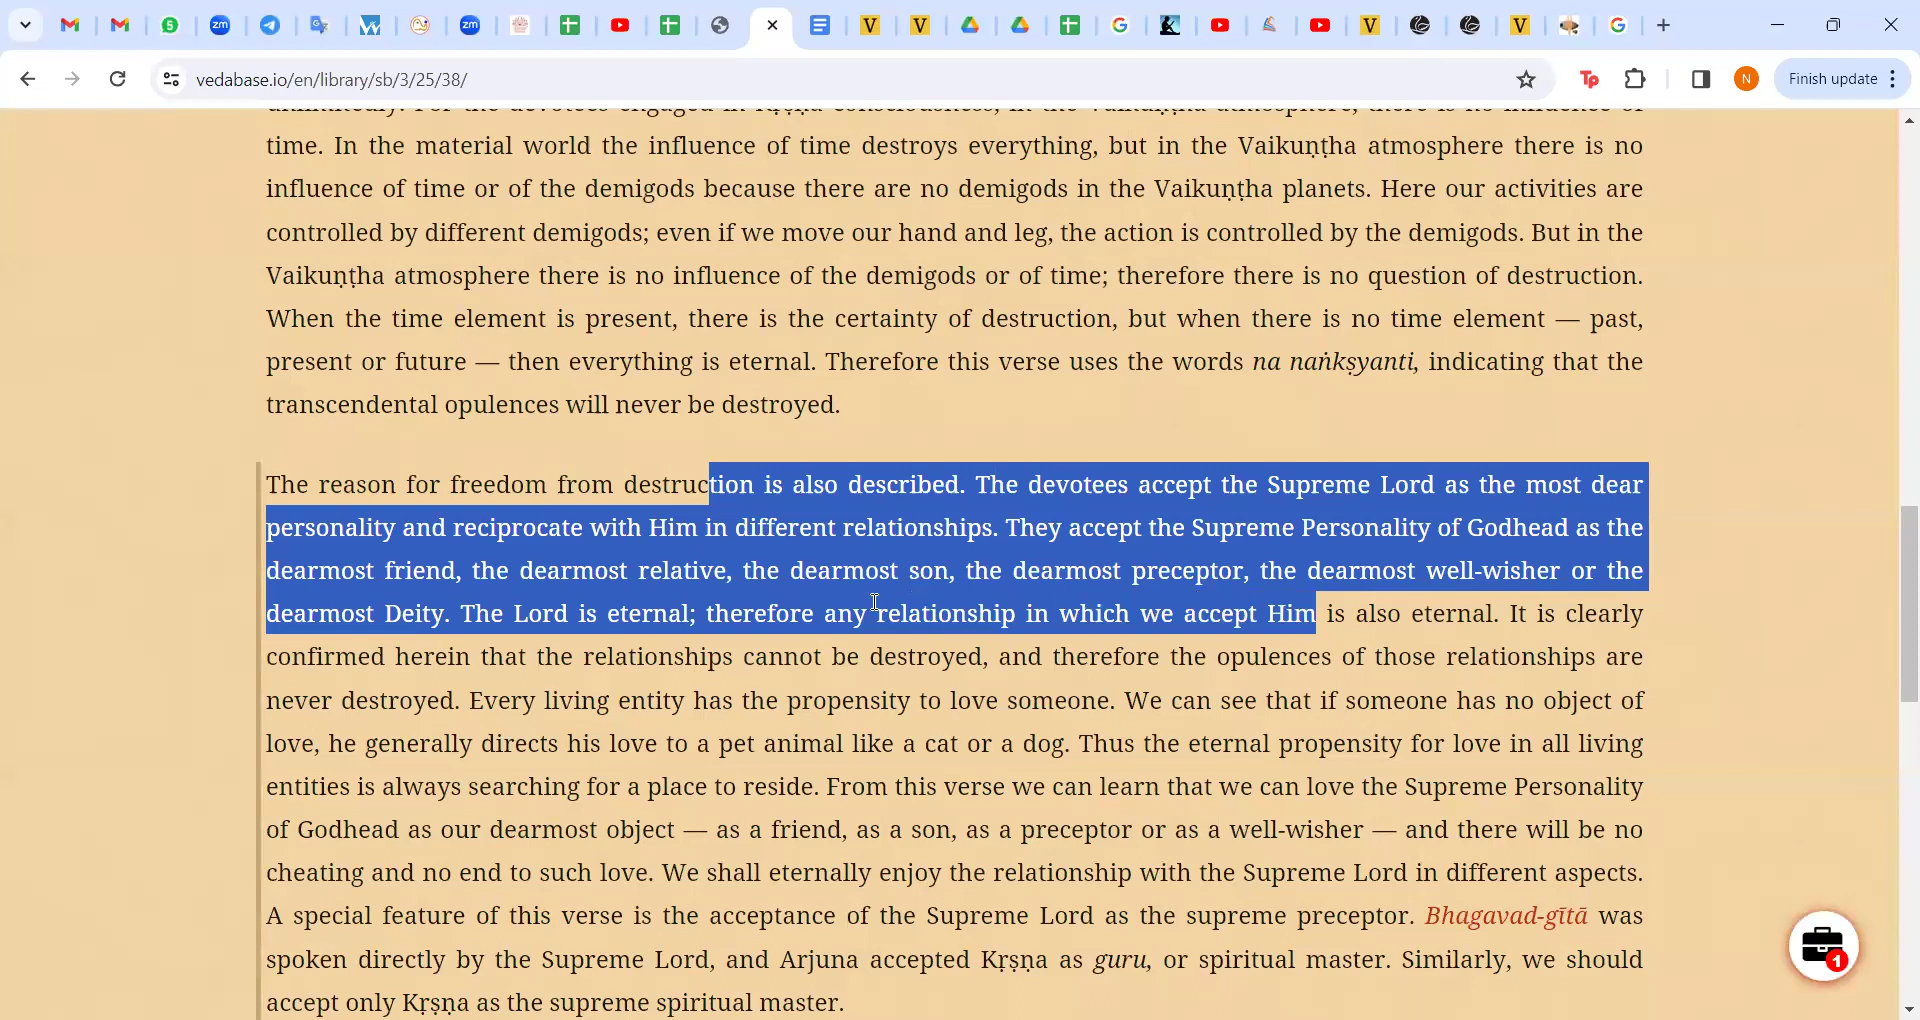 vedabase.io/en/library/sb/3/25/38/
Finish update
time. In the material world the influence of time destroys everything, but in the Vaikuṇṭha atmosphere there is no
influence of time or of the demigods because there are no demigods in the Vaikuṇṭha planets. Here our activities are
controlled by different demigods; even if we move our hand and leg, the action is controlled by the demigods. But in the
Vaikuṇṭha atmosphere there is no influence of the demigods or of time; therefore there is no question of destruction.
When the time element is present, there is the certainty of destruction, but when there is no time element — past,
present or future — then everything is eternal. Therefore this verse uses the words na naṅkṣyanti, indicating that the
transcendental opulences will never be destroyed.
The reason for freedom from destruction is also described. The devotees accept the Supreme Lord as the most dear
personality and reciprocate with Him in different relationships. They accept the Supreme Personality of Godhead as the
dearmost friend, the dearmost relative, the dearmost son, the dearmost preceptor, the dearmost well-wisher or the
dearmost Deity. The Lord is eternal; therefore any relationship in which we accept Him is also eternal. It is clearly
confirmed herein that the relationships cannot be destroyed, and therefore the opulences of those relationships are
never destroyed. Every living entity has the propensity to love someone. We can see that if someone has no object of
love, he generally directs his love to a pet animal like a cat or a dog. Thus the eternal propensity for love in all living
entities is always searching for a place to reside. From this verse we can learn that we can love the Supreme Personality
of Godhead as our dearmost object — as a friend, as a son, as a preceptor or as a well-wisher — and there will be no
cheating and no end to such love. We shall eternally enjoy the relationship with the Supreme Lord in different aspects.
A special feature of this verse is the acceptance of the Supreme Lord as the supreme preceptor. Bhagavad-gītā was
spoken directly by the Supreme Lord, and Arjuna accepted Kṛṣṇa as guru, or spiritual master. Similarly, we should
accept only Kṛṣṇa as the supreme spiritual master.
1